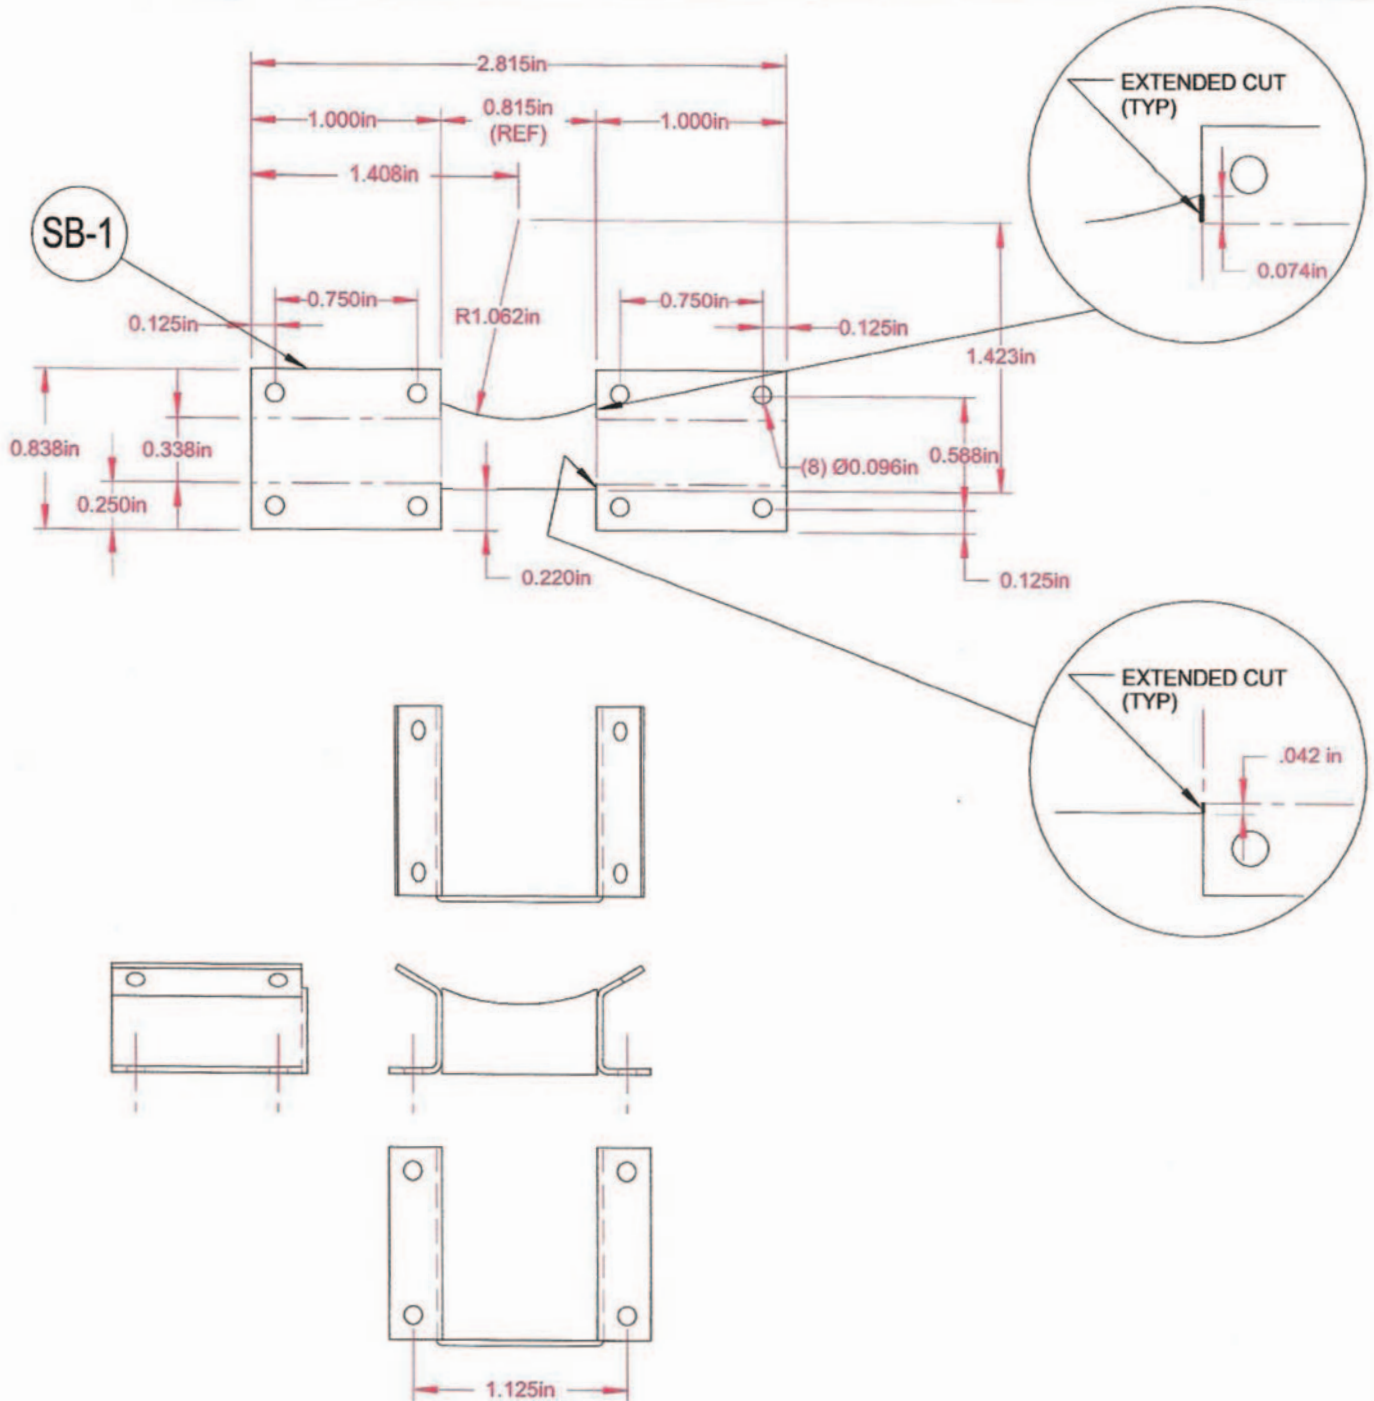 2.815in
1.000in
0.815in
(REF)
1.000in
1.408in
EXTENDED CUT
(TYP)
0.074in
SB-1
0.750in
0.750in
0.125in
R1.062in
0.125in
1.423in
0.838in
0.338in
(8) Ø0.096in
0.588in
0.250in
0.220in
0.125in
EXTENDED CUT
(TYP)
.042 in
1.125in